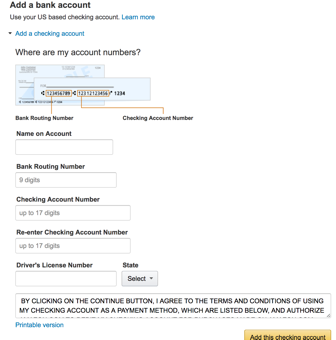 Add a bank account
Use your US based checking account. Learn more
Add a checking account
Where are my account numbers?
123456789 12312123456 1234
Bank Routing Number Checking Account Number
Name on Account
Bank Routing Number
9 digits
Checking Account Number
up to 17 digits
Re-enter Checking Account Number
up to 17 digits
Driver's License Number State
Select
BY CLICKING ON THE CONTINUE BUTTON, I AGREE TO THE TERMS AND CONDITIONS OF USING
MY CHECKING ACCOUNT AS A PAYMENT METHOD, WHICH ARE LISTED BELOW, AND AUTHORIZE
Printable version
Add this checking account